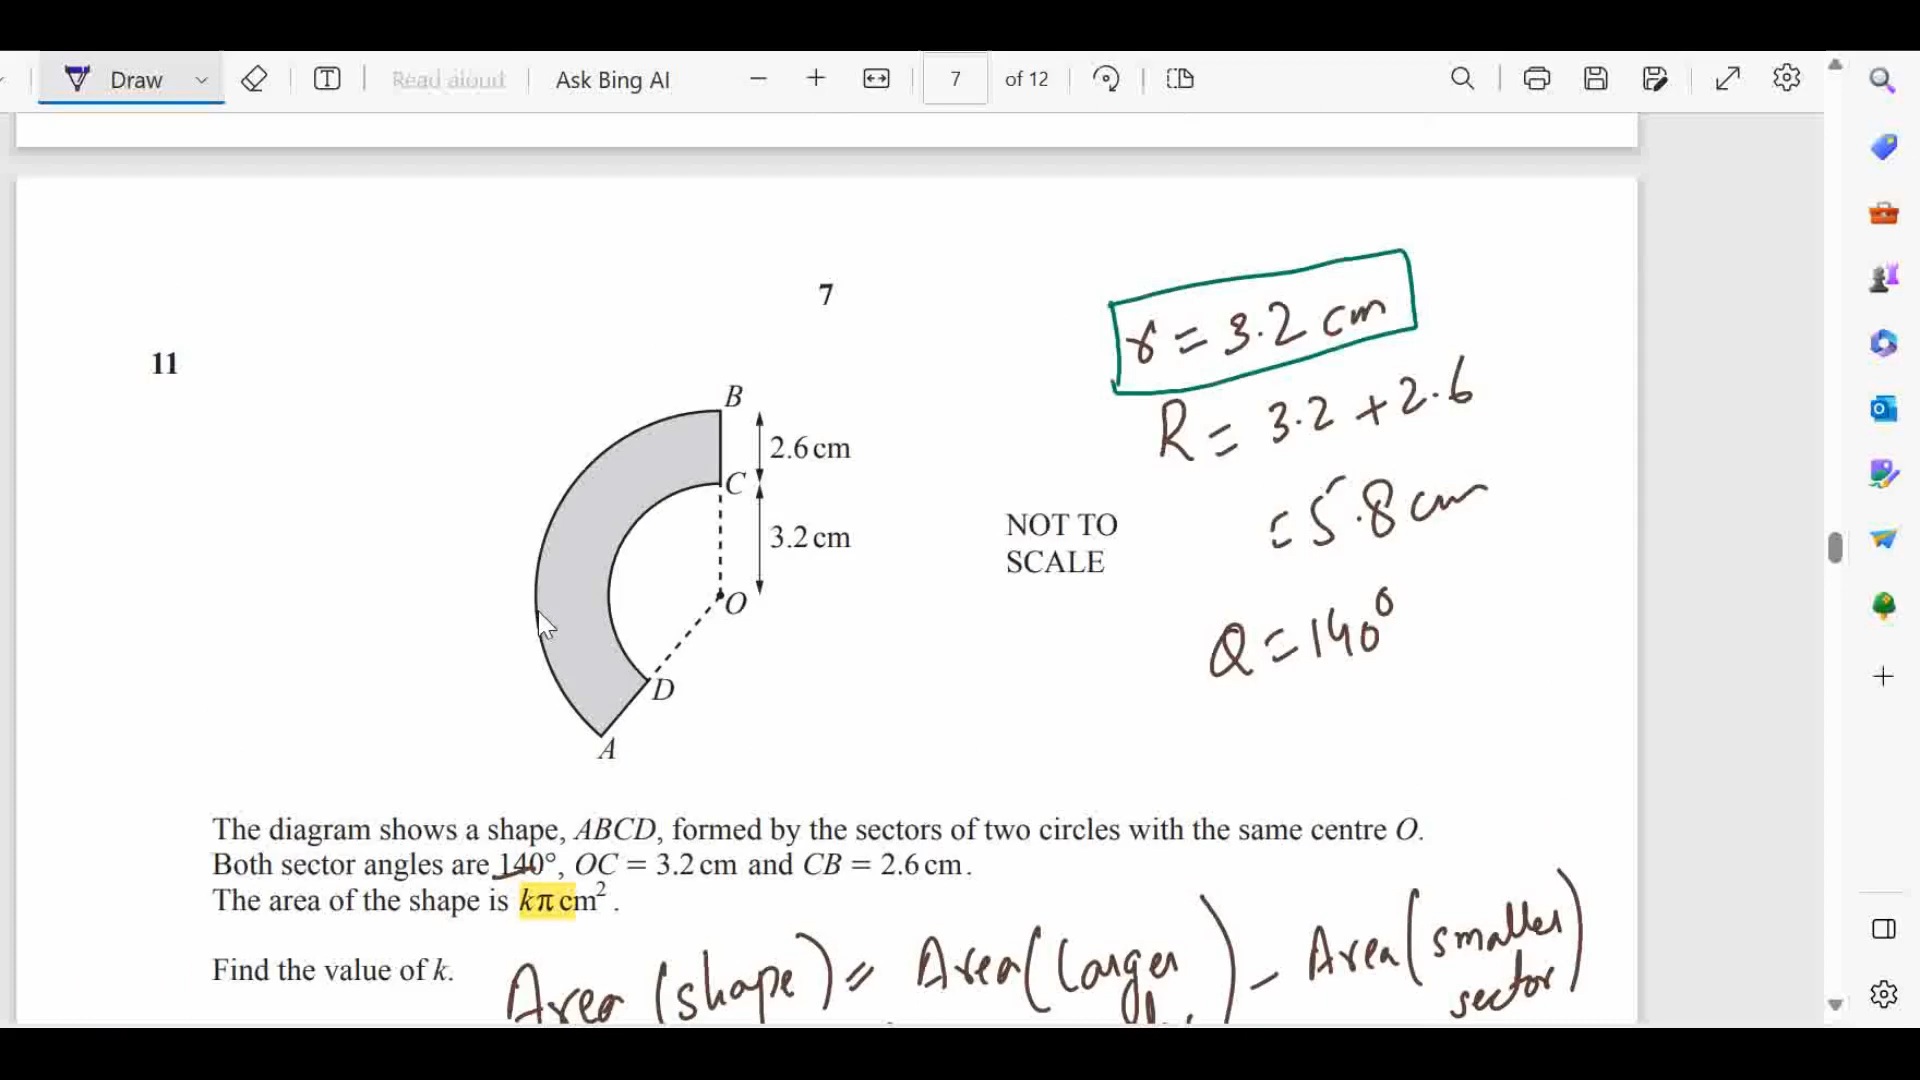 Draw
Read aloud
Ask Bing AI
7 of 12
7
11
B
2.6 cm
C
3.2 cm
O
D
A
NOT TO
SCALE
r = 3.2 cm
R = 3.2 + 2.6
= 5.8 cm
θ = 140°
The diagram shows a shape, ABCD, formed by the sectors of two circles with the same centre O.
Both sector angles are 140°, OC = 3.2 cm and CB = 2.6 cm.
The area of the shape is kπ cm².
Find the value of k.
Area (shape) = Area (larger) − Area (smaller
sector)